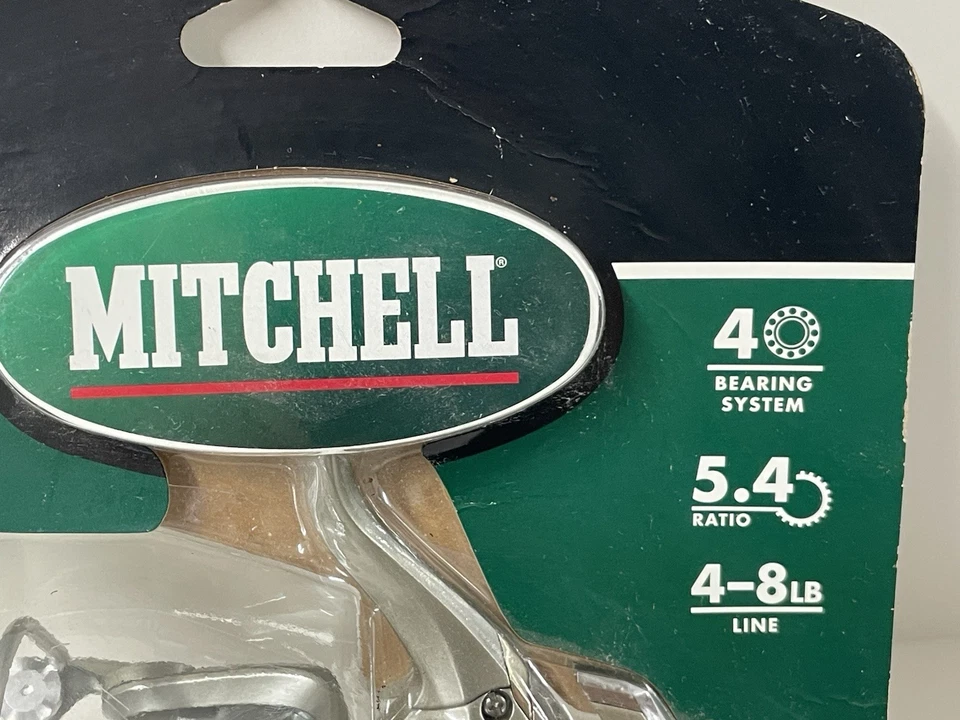 MITCHELL®
4
BEARING
SYSTEM
5.4
RATIO
4-8LB
LINE